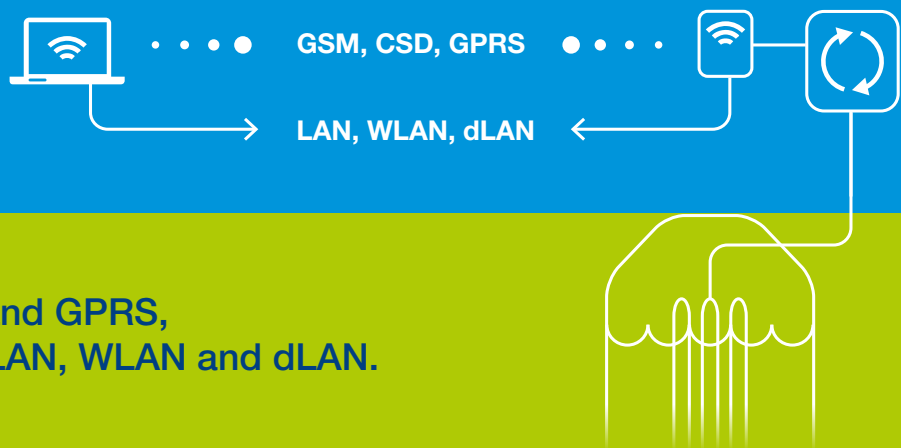 GSM, CSD, GPRS
LAN, WLAN, dLAN
nd GPRS,
LAN, WLAN and dLAN.